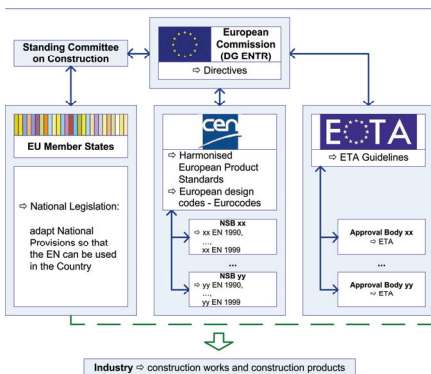 Standing Committee
on Construction
European
Commission
(DG ENTR)
⇨ Directives
EU Member States
⇨ National Legislation:
adapt National
Provisions so that
the EN can be used
in the Country
cen
⇨ Harmonised
European Product
Standards
⇨ European design
codes - Eurocodes
NSB xx
⇨ xx EN 1990,
...,
xx EN 1999
...
NSB yy
⇨ yy EN 1990,
...,
yy EN 1999
EOTA
⇨ ETA Guidelines
Approval Body xx
⇨ ETA
...
Approval Body yy
⇨ ETA
Industry ⇨ construction works and construction products